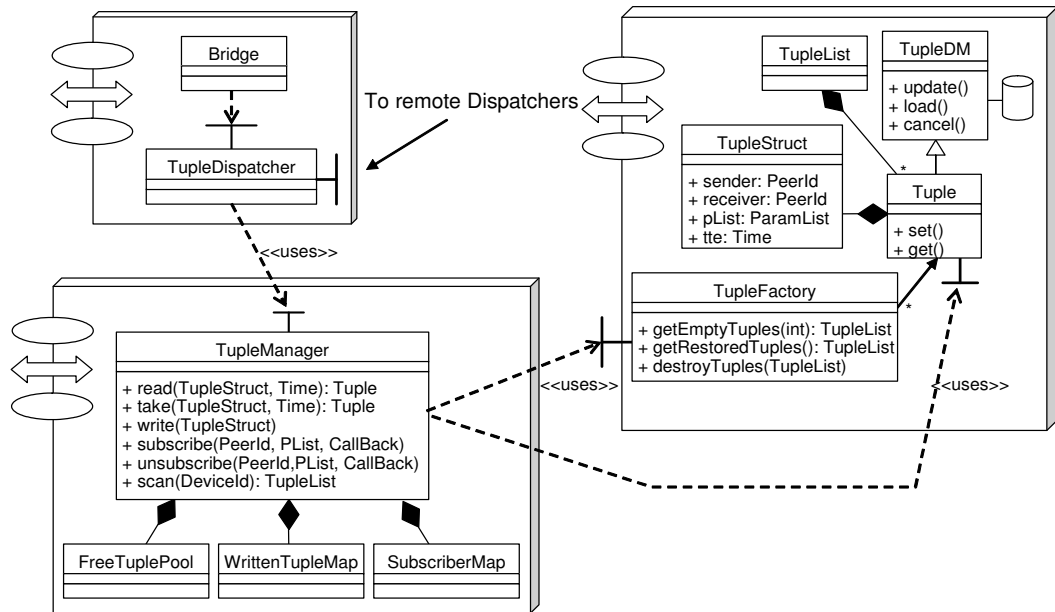 Bridge
TupleDispatcher
To remote Dispatchers
<<uses>>
TupleList
TupleDM
+ update()
+ load()
+ cancel()
TupleStruct
+ sender: PeerId
+ receiver: PeerId
+ pList: ParamList
+ tte: Time
*
Tuple
+ set()
+ get()
TupleFactory
+ getEmptyTuples(int): TupleList
+ getRestoredTuples(): TupleList
+ destroyTuples(TupleList)
*
<<uses>>
<<uses>>
TupleManager
+ read(TupleStruct, Time): Tuple
+ take(TupleStruct, Time): Tuple
+ write(TupleStruct)
+ subscribe(PeerId, PList, CallBack)
+ unsubscribe(PeerId,PList, CallBack)
+ scan(DeviceId): TupleList
FreeTuplePool
WrittenTupleMap
SubscriberMap